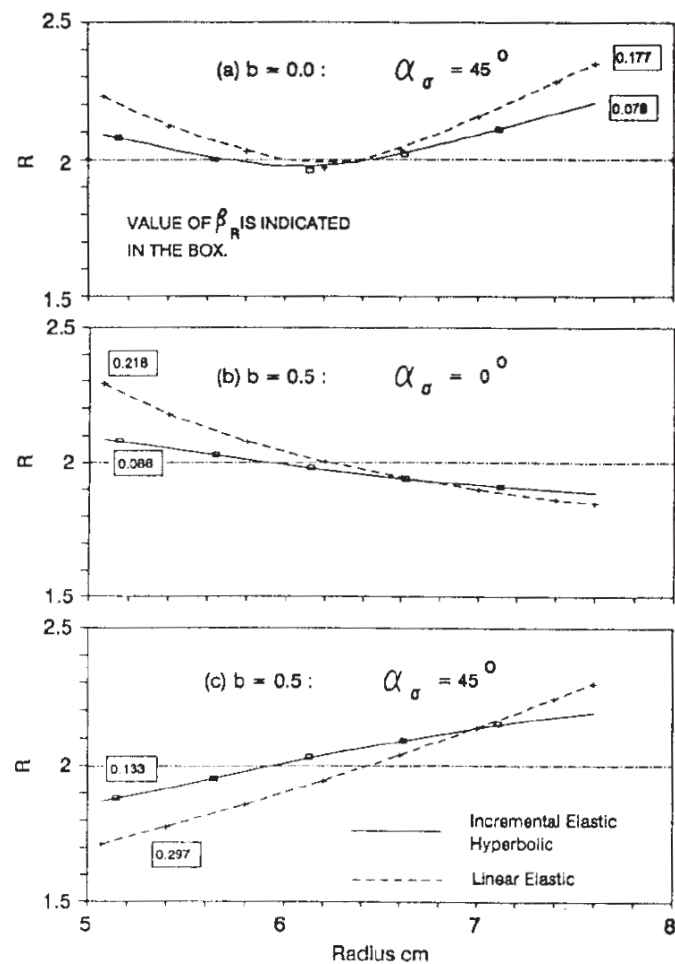 2.5
(a) b = 0.0 : α σ = 45 o
0.177
0.078
R
2
VALUE OF β R IS INDICATED
IN THE BOX.
1.5
2.5
0.218
(b) b = 0.5 : α σ = 0 o
R
2
0.088
1.5
2.5
(c) b = 0.5 : α σ = 45 o
R
0.133
2
0.297
Incremental Elastic
Hyperbolic
Linear Elastic
1.5
5 6 7 8
Radius cm